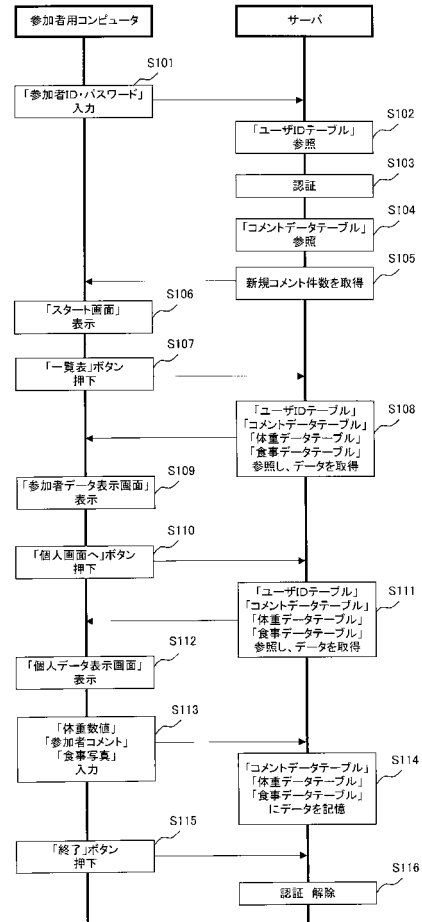 参加者用コンピュータ
サーバ
S101
「参加者ID・パスワード」
入力
S102
「ユーザIDテーブル」
参照
S103
認証
S104
「コメントデータテーブル」
参照
S105
新規コメント件数を取得
S106
「スタート画面」
表示
S107
「一覧表」ボタン
押下
S108
「ユーザIDテーブル」
「コメントデータテーブル」
「体重データテーブル」
「食事データテーブル」
参照し、データを取得
S109
「参加者データ表示画面」
表示
S110
「個人画面へ」ボタン
押下
S111
「ユーザIDテーブル」
「コメントデータテーブル」
「体重データテーブル」
「食事データテーブル」
参照し、データを取得
S112
「個人データ表示画面」
表示
S113
「体重数値」
「参加者コメント」
「食事写真」
入力
S114
「コメントデータテーブル」
「体重データテーブル」
「食事データテーブル」
にデータを記憶
S115
「終了」ボタン
押下
S116
認証 解除